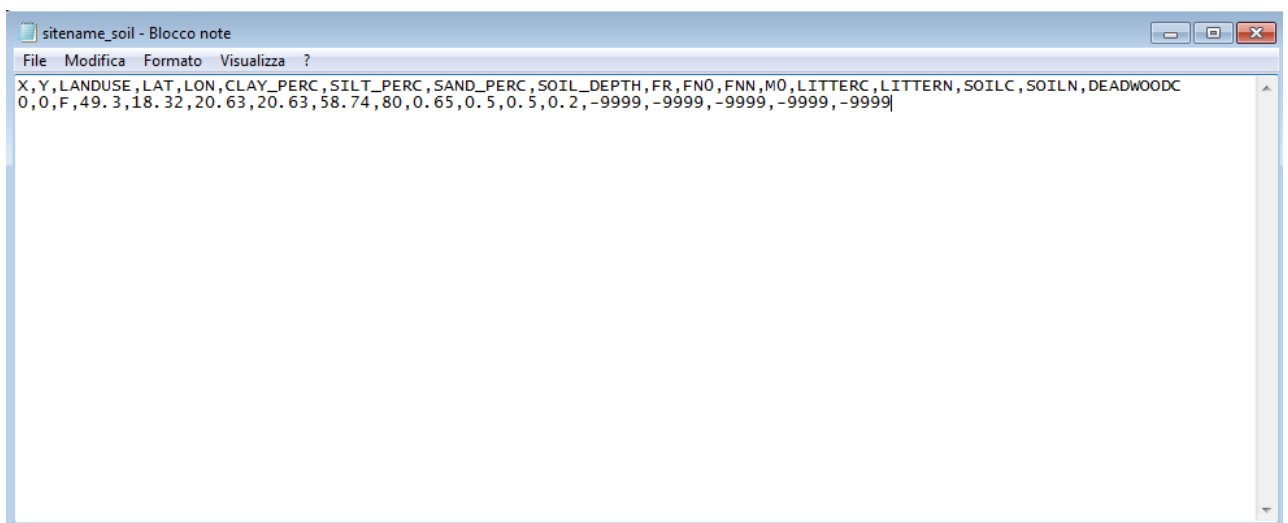 sitename_soil - Blocco note
File Modifica Formato Visualizza ?
X,Y,LANDUSE,LAT,LON,CLAY_PERC,SILT_PERC,SAND_PERC,SOIL_DEPTH,FR,FN0,FNN,M0,LITTERC,LITTERN,SOILC,SOILN,DEADWOODC
0,0,F,49.3,18.32,20.63,20.63,58.74,80,0.65,0.5,0.5,0.2,-9999,-9999,-9999,-9999,-9999